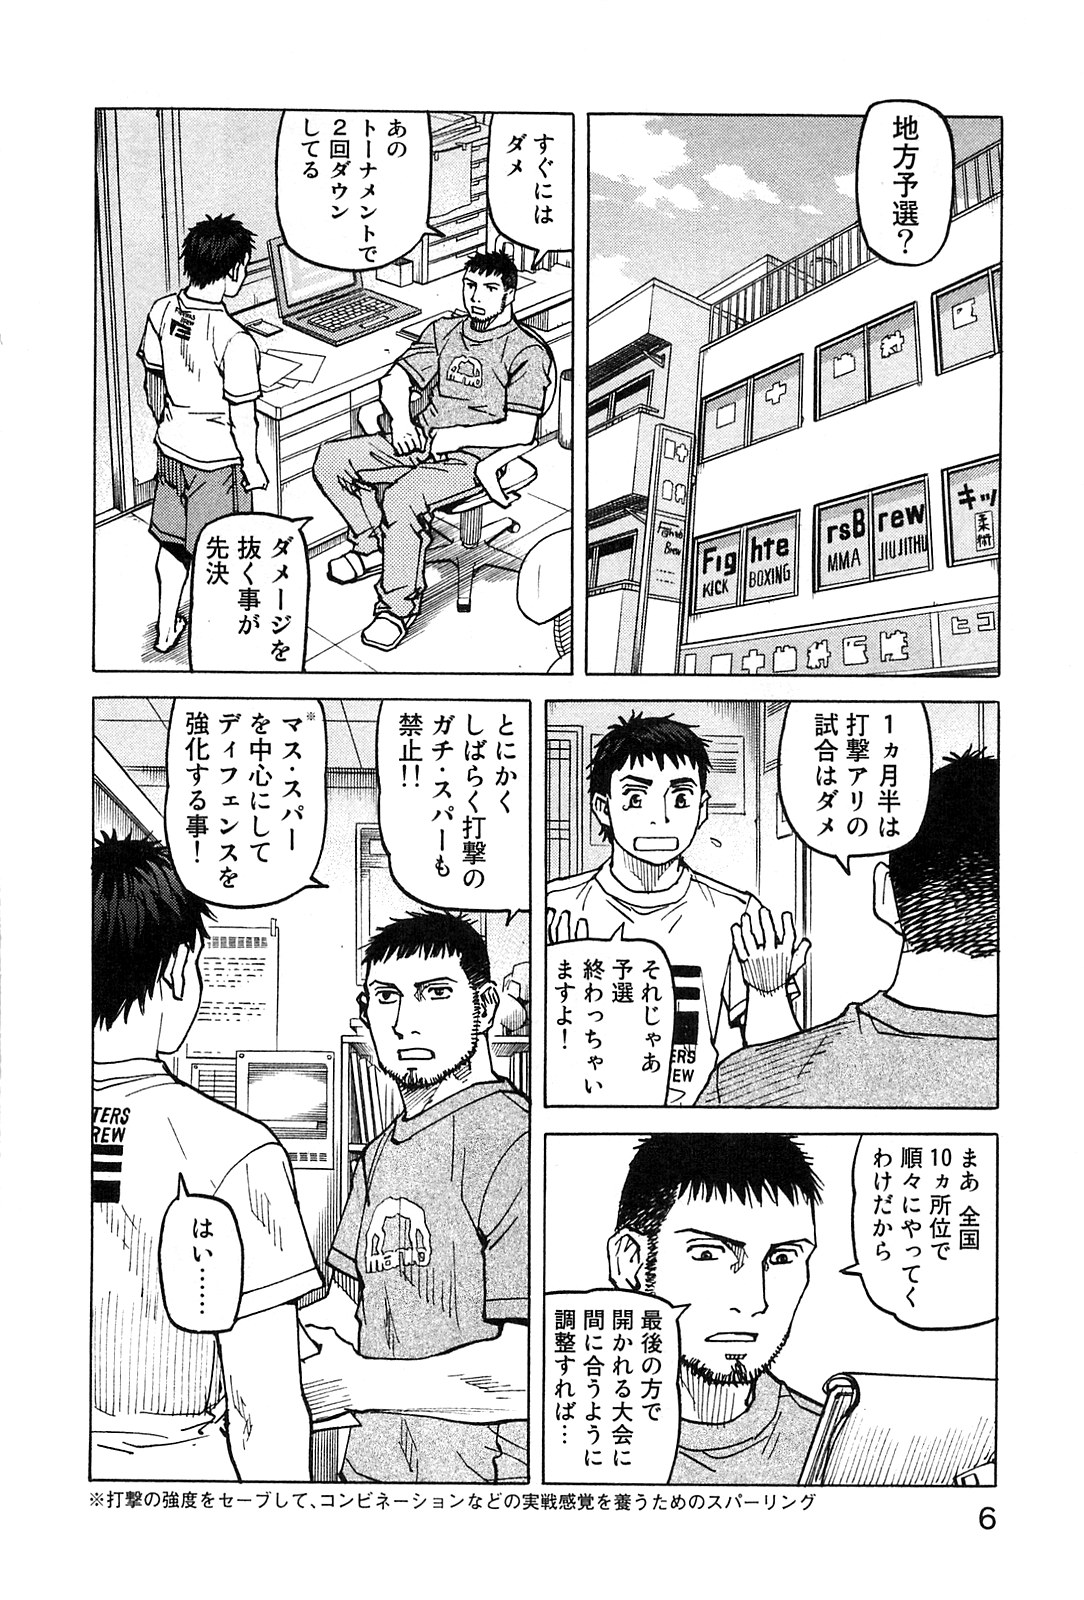 地方予選?
Fig
hte
rsB
rew
キッ
KICK
BOXING
MMA
JIUJITHU
柔術
ヒコ
すぐには
ダメ
あの
トーナメントで
2回ダウン
してる
ダメージを
抜く事が
先決
1ヵ月半は
打撃アリの
試合はダメ
それじゃあ
予選
終わっちゃい
ますよ!
ERS
REW
まあ 全国
10ヵ所位で
順々にやってく
わけだから
最後の方で
開かれる大会に
間に合うように
調整すれば…
とにかく
しばらく打撃の
ガチ・スパーも
禁止!!
※
マス・スパー
を中心にして
ディフェンスを
強化する事!
TERS
REW
manto
はい……
※打撃の強度をセーブして、コンビネーションなどの実戦感覚を養うためのスパーリング
6